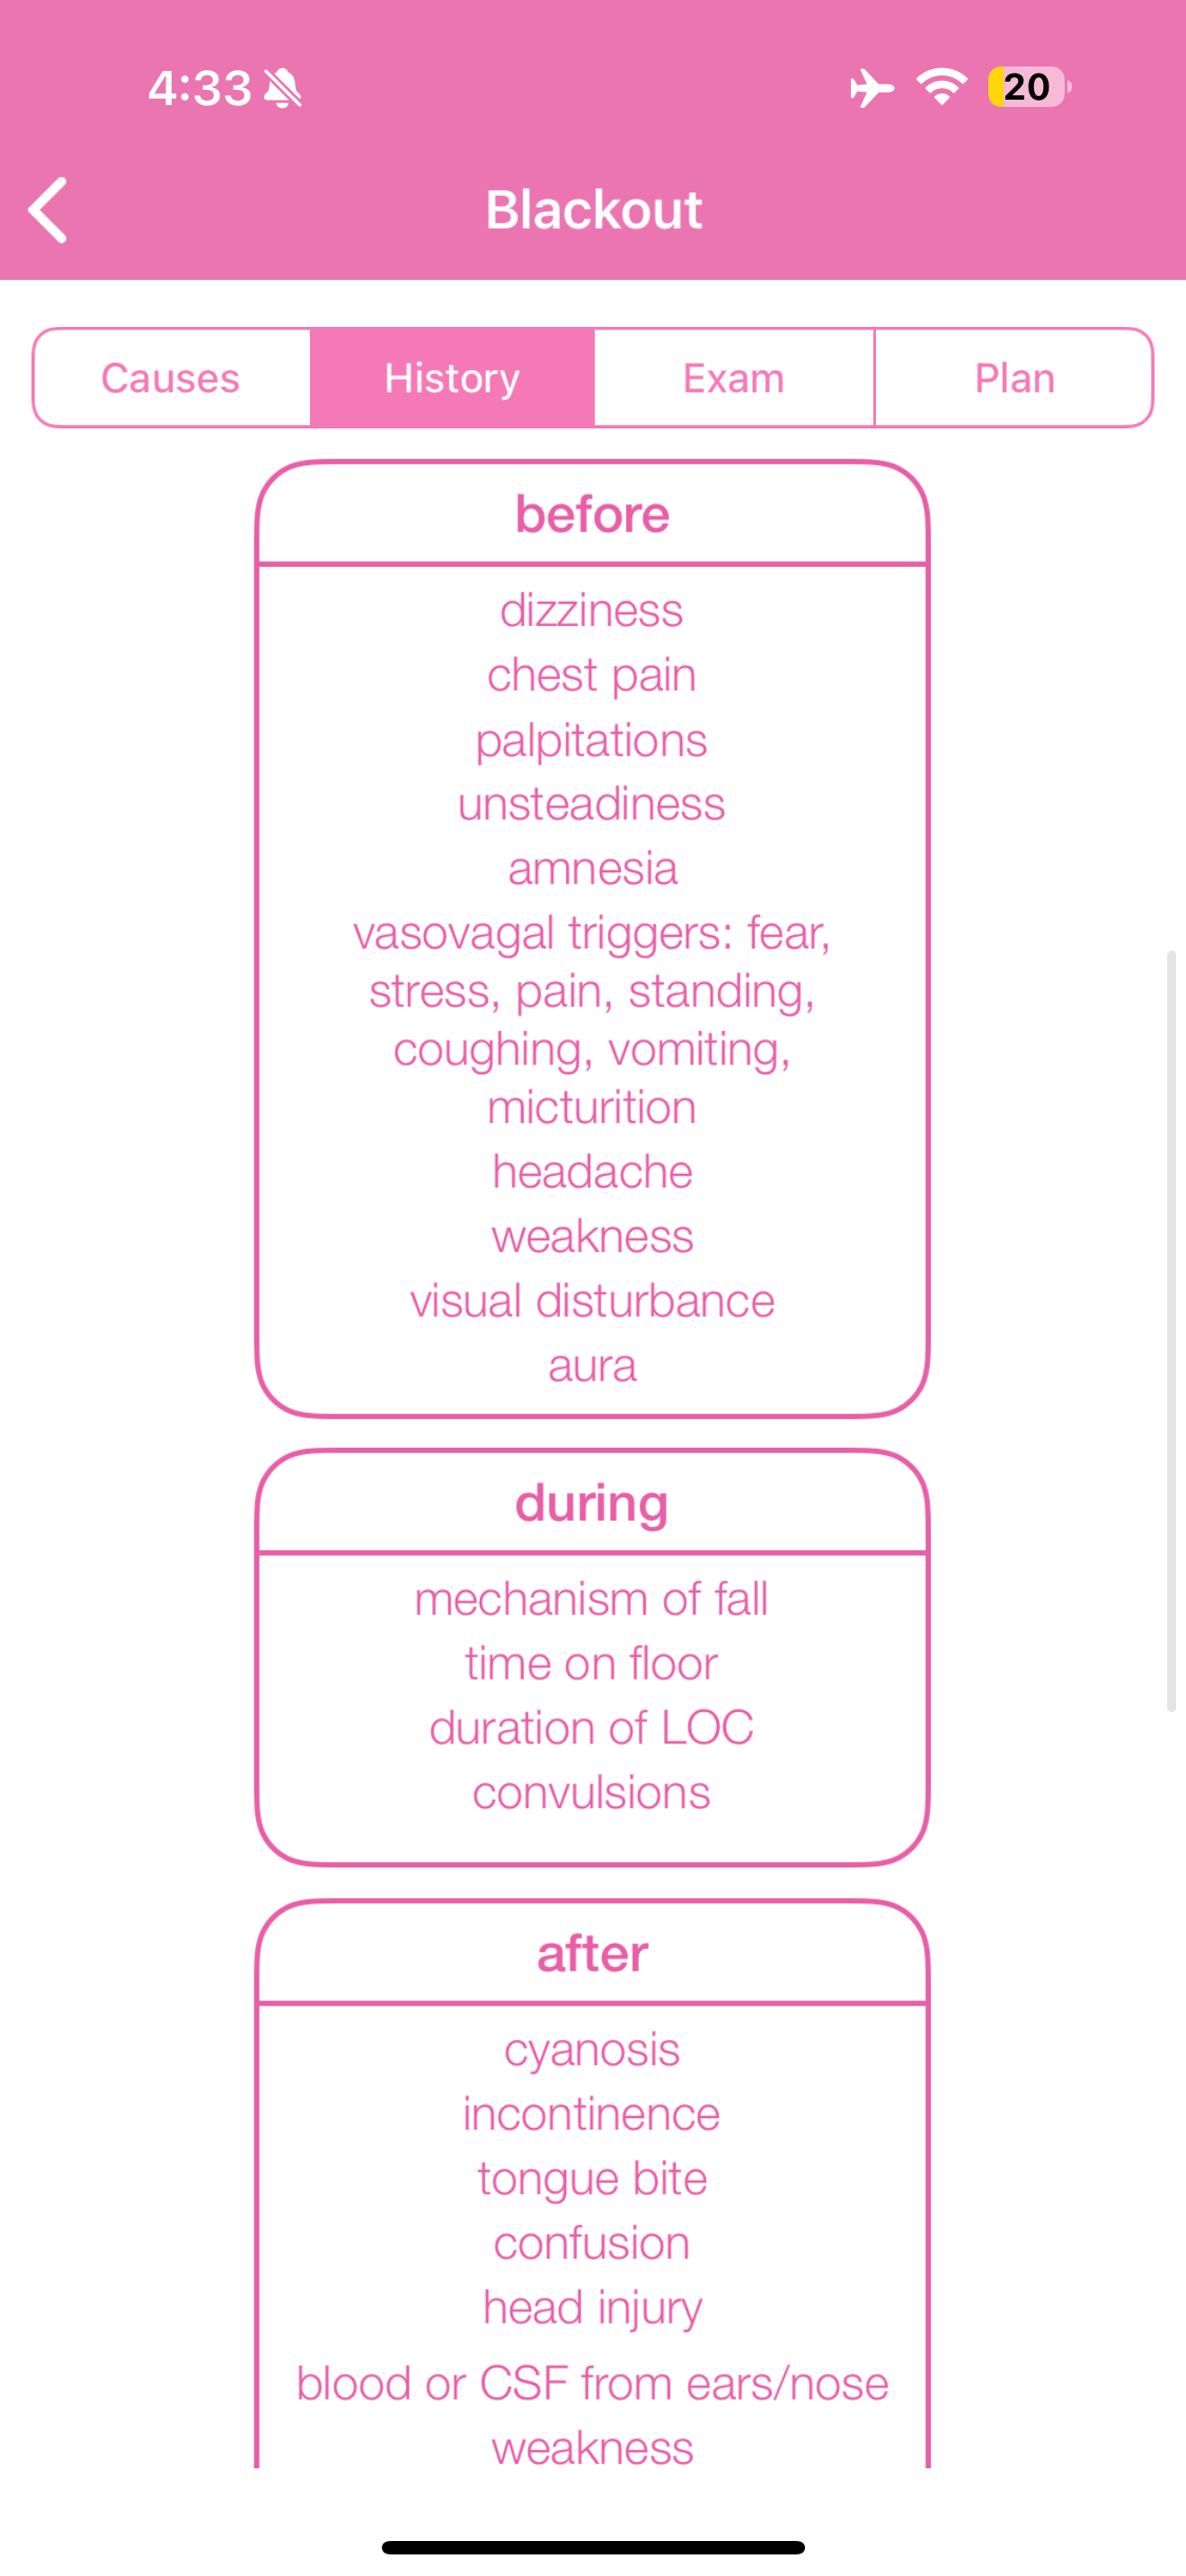 4:33
20
Blackout
Causes
History
Exam
Plan
before
dizziness
chest pain
palpitations
unsteadiness
amnesia
vasovagal triggers: fear,
stress, pain, standing,
coughing, vomiting,
micturition
headache
weakness
visual disturbance
aura
during
mechanism of fall
time on floor
duration of LOC
convulsions
after
cyanosis
incontinence
tongue bite
confusion
head injury
blood or CSF from ears/nose
weakness